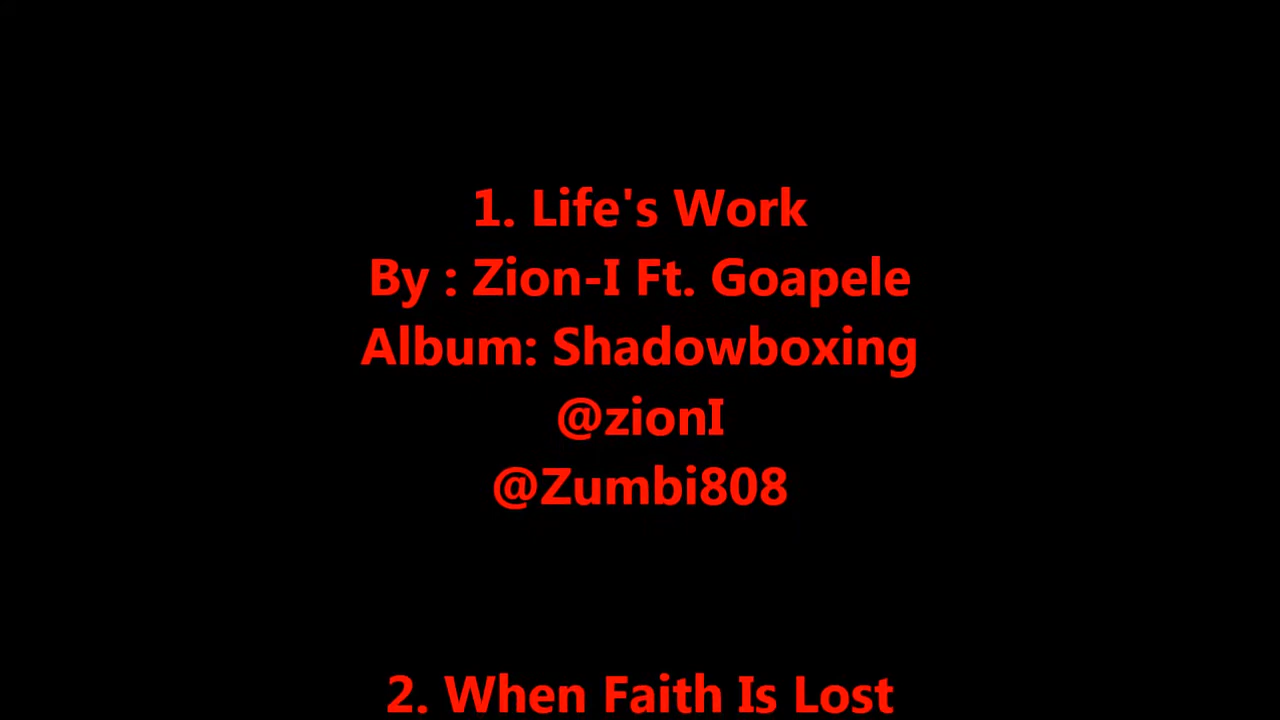 1. Life's Work
By : Zion-I Ft. Goapele
Album: Shadowboxing
@zionI
@Zumbi808
2. When Faith Is Lost